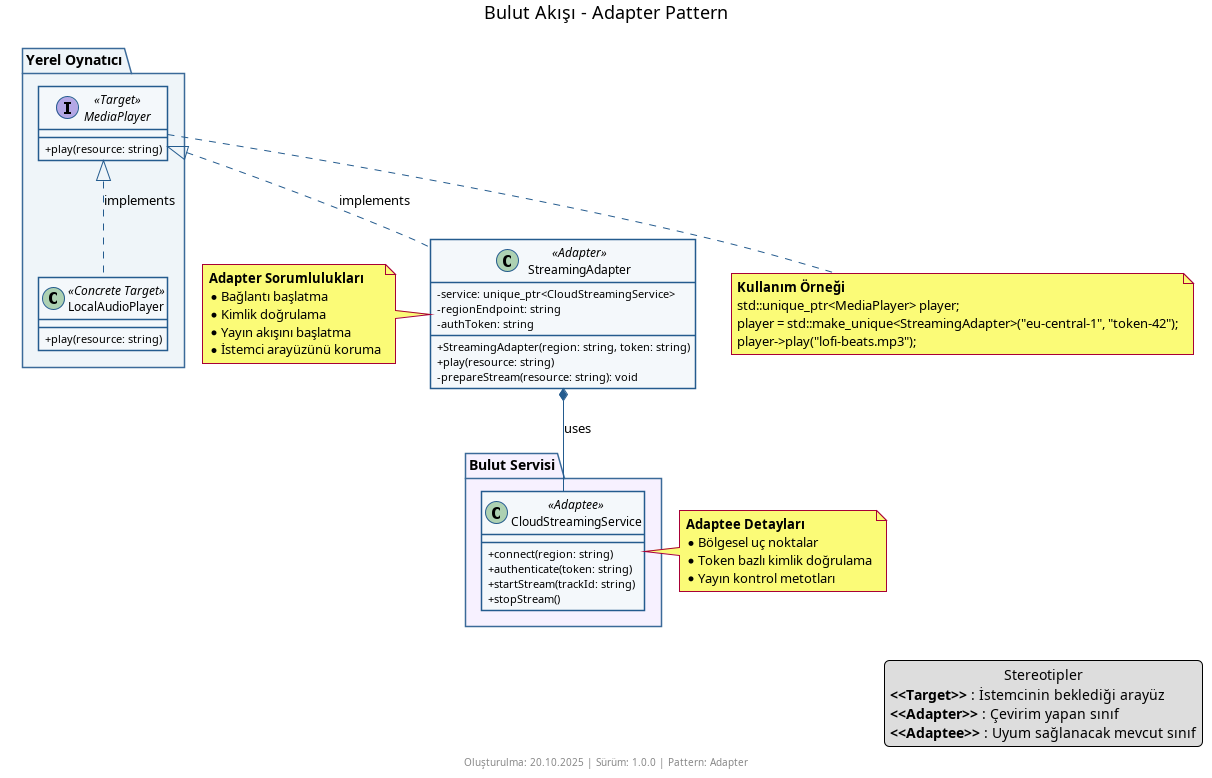 Bulut Akışı - Adapter Pattern
Yerel Oynatıcı
I
«Target»
MediaPlayer
+play(resource: string)
implements
implements
C
«Concrete Target»
LocalAudioPlayer
+play(resource: string)
Adapter Sorumlulukları
• Bağlantı başlatma
• Kimlik doğrulama
• Yayın akışını başlatma
• İstemci arayüzünü koruma
C
«Adapter»
StreamingAdapter
-service: unique_ptr<CloudStreamingService>
-regionEndpoint: string
-authToken: string
+StreamingAdapter(region: string, token: string)
+play(resource: string)
-prepareStream(resource: string): void
Kullanım Örneği
std::unique_ptr<MediaPlayer> player;
player = std::make_unique<StreamingAdapter>("eu-central-1", "token-42");
player->play("lofi-beats.mp3");
uses
Bulut Servisi
C
«Adaptee»
CloudStreamingService
+connect(region: string)
+authenticate(token: string)
+startStream(trackId: string)
+stopStream()
Adaptee Detayları
• Bölgesel uç noktalar
• Token bazlı kimlik doğrulama
• Yayın kontrol metotları
Stereotipler
<<Target>> : İstemcinin beklediği arayüz
<<Adapter>> : Çevirim yapan sınıf
<<Adaptee>> : Uyum sağlanacak mevcut sınıf
Oluşturulma: 20.10.2025 | Sürüm: 1.0.0 | Pattern: Adapter